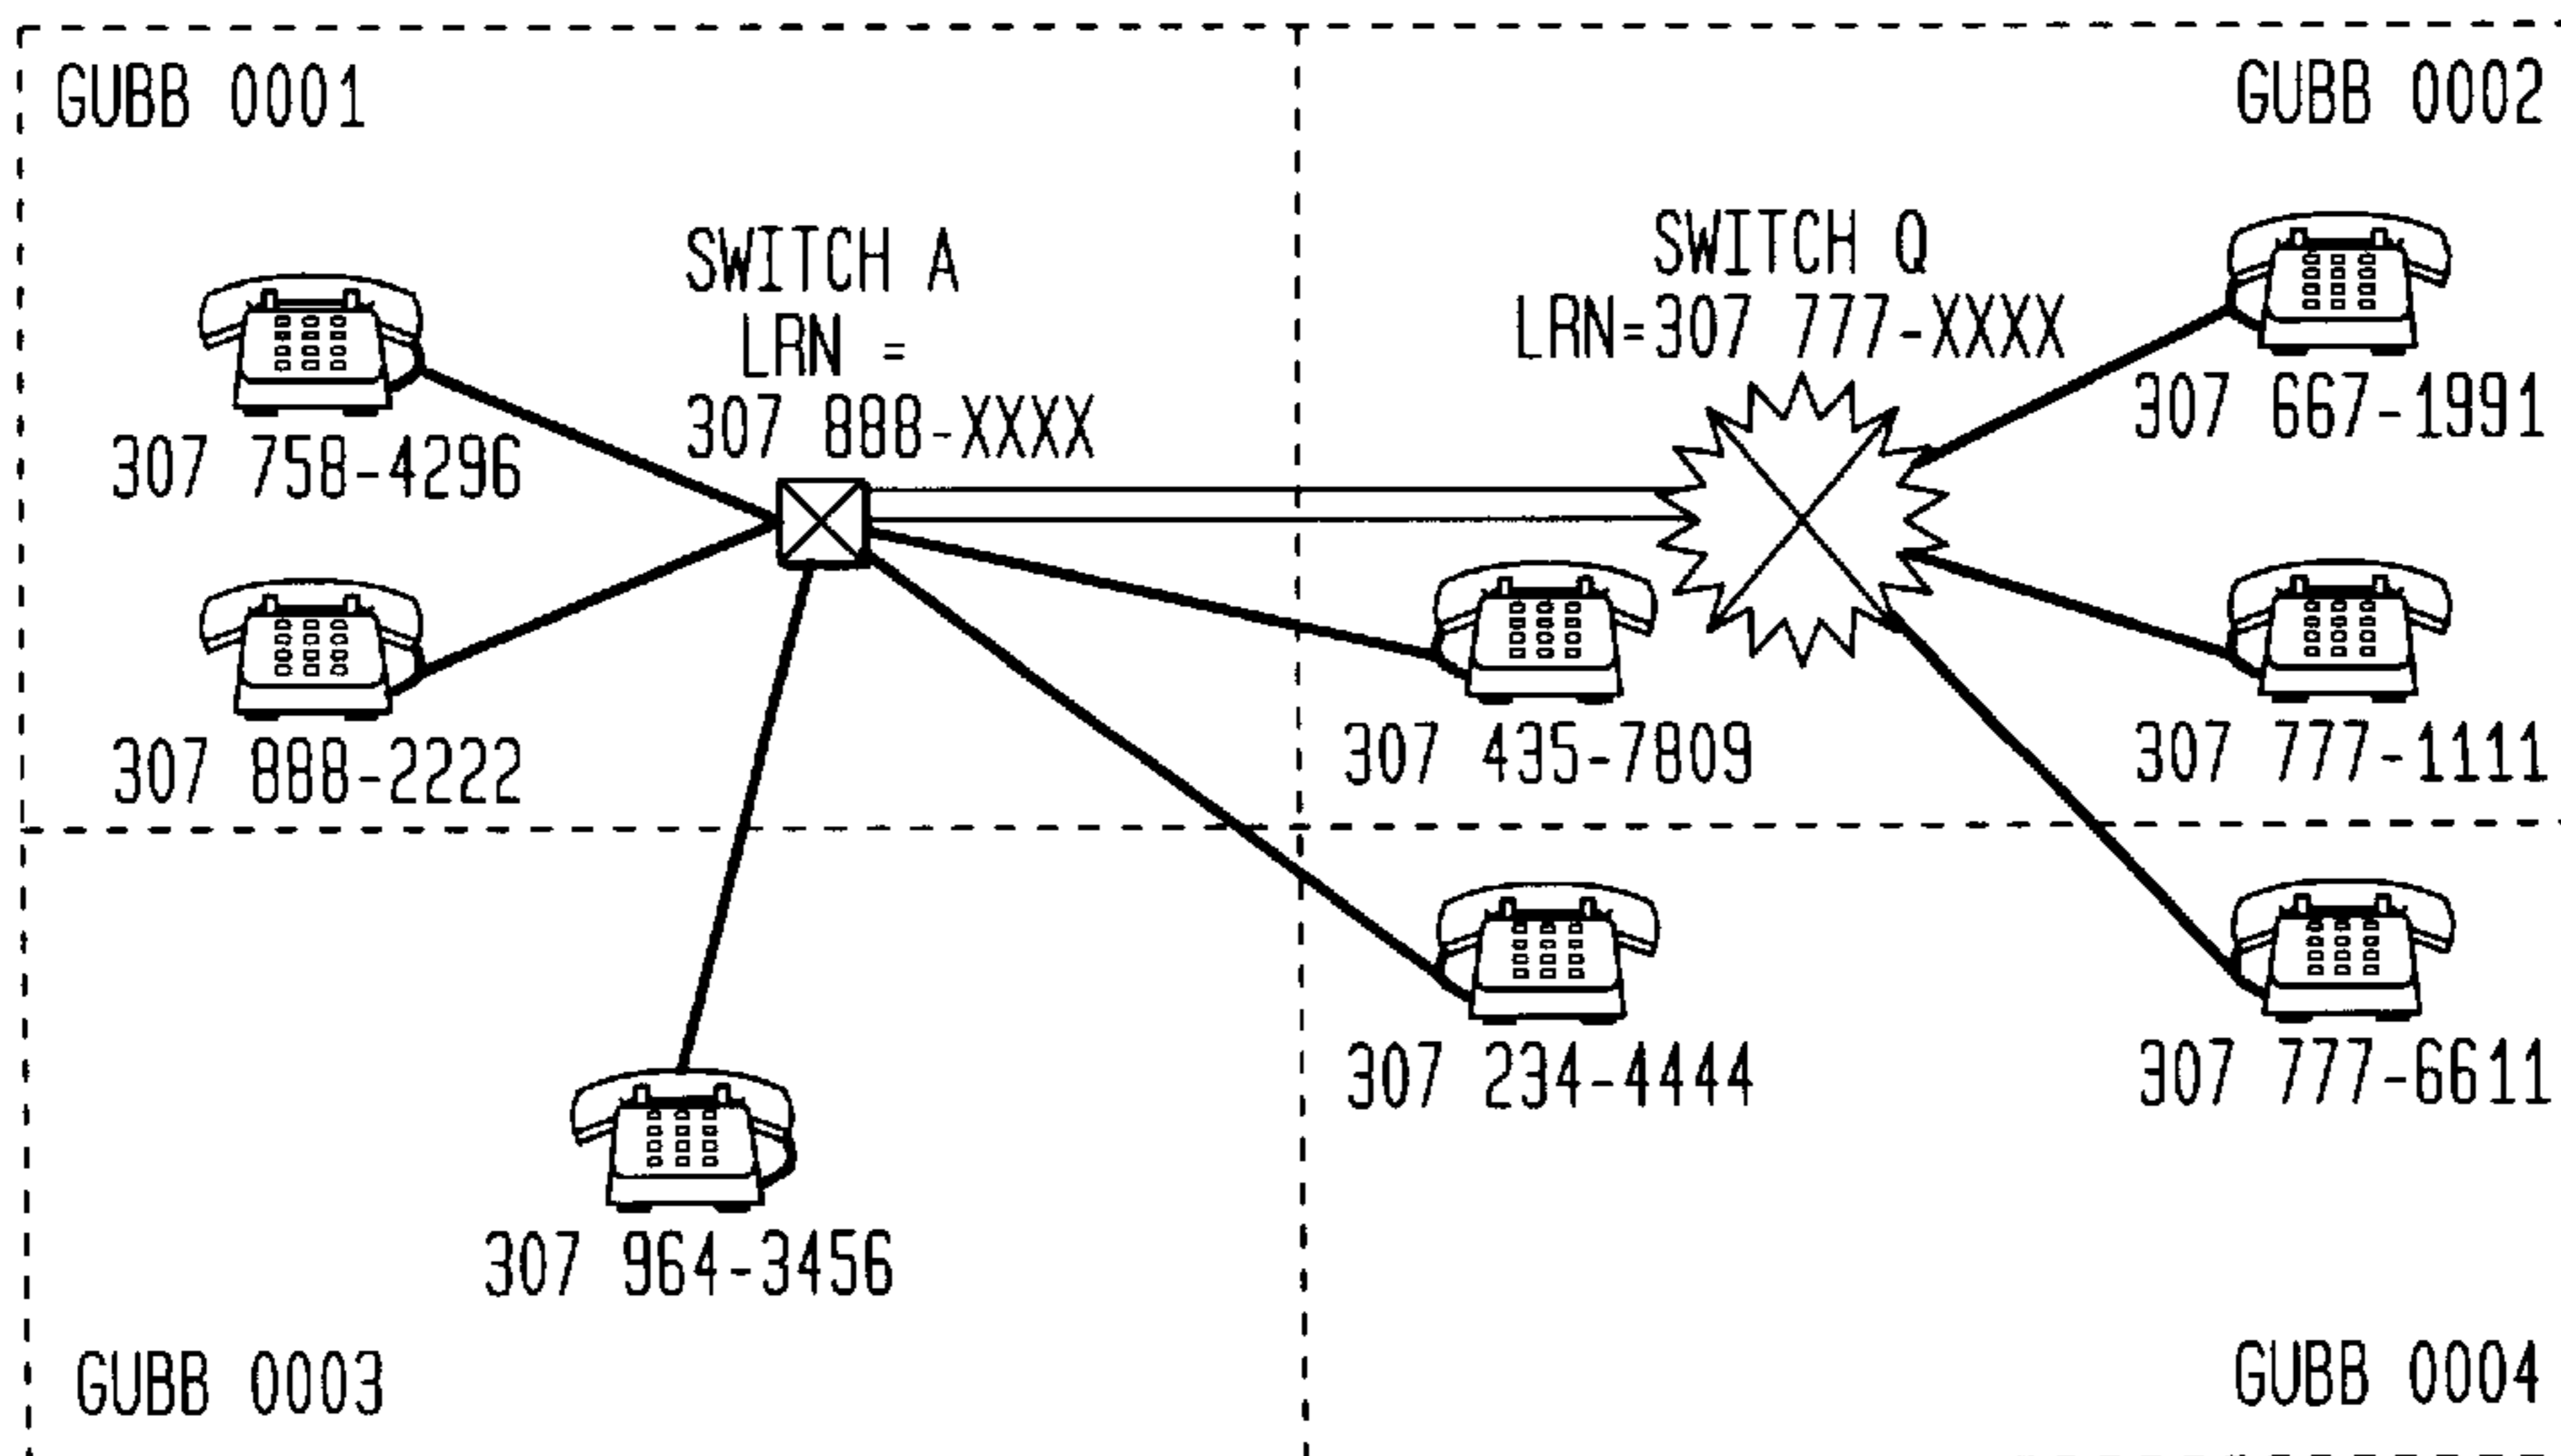 GUBB 0001
GUBB 0002
SWITCH A
LRN =
307 888-XXXX
SWITCH Q
LRN=307 777-XXXX
307 758-4296
307 667-1991
307 888-2222
307 435-7809
307 777-1111
307 964-3456
307 234-4444
307 777-6611
GUBB 0003
GUBB 0004